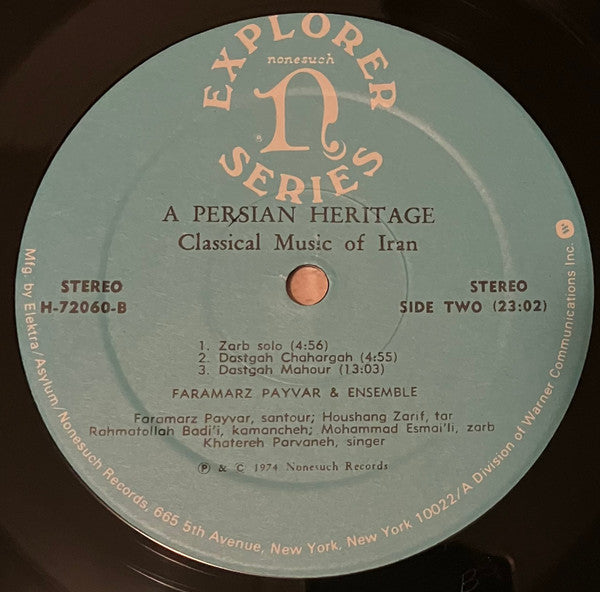 EXPLORER
nonesuch
n
SERIES
A PERSIAN HERITAGE
Classical Music of Iran
STEREO
H-72060-B
STEREO
SIDE TWO (23:02)
1. Zarb solo (4:56)
2. Dastgah Chahargah (4:55)
3. Dastgah Mahour (13:03)
FARAMARZ PAYVAR & ENSEMBLE
Faramarz Payvar, santour; Houshang Zarif, tar
Rahmatollah Badi'i, kamancheh; Mohammad Esmai'li, zarb
Khatereh Parvaneh, singer
℗ & © 1974 Nonesuch Records
Mfg. by Elektra/Asylum/Nonesuch Records, 665 5th Avenue, New York, New York 10022/A Division of Warner Communications Inc.